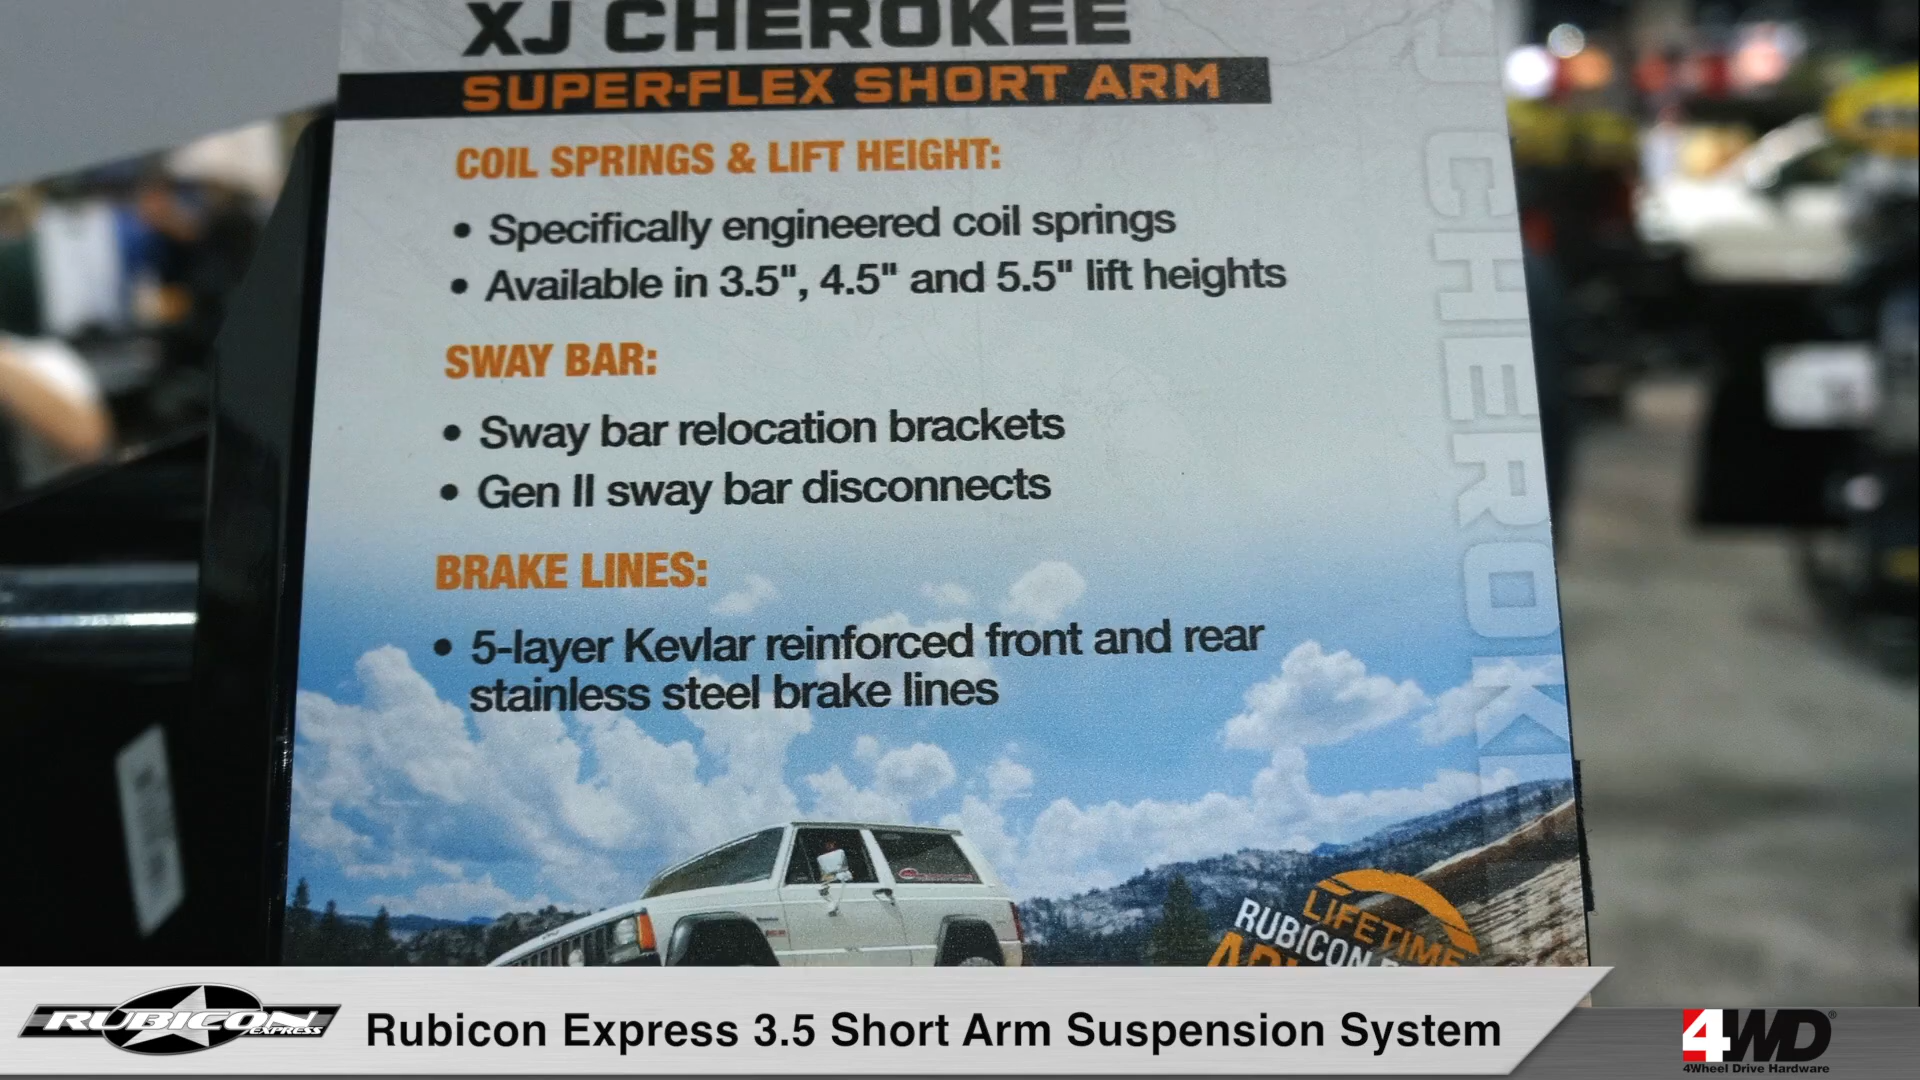 XJ CHEROKEE
SUPER-FLEX SHORT ARM
COIL SPRINGS & LIFT HEIGHT:
• Specifically engineered coil springs
• Available in 3.5", 4.5" and 5.5" lift heights
SWAY BAR:
• Sway bar relocation brackets
• Gen II sway bar disconnects
BRAKE LINES:
• 5-layer Kevlar reinforced front and rear
stainless steel brake lines
LIFETIME
RUBICON
RUBICON
EXPRESS
Rubicon Express 3.5 Short Arm Suspension System
4WD®
4Wheel Drive Hardware